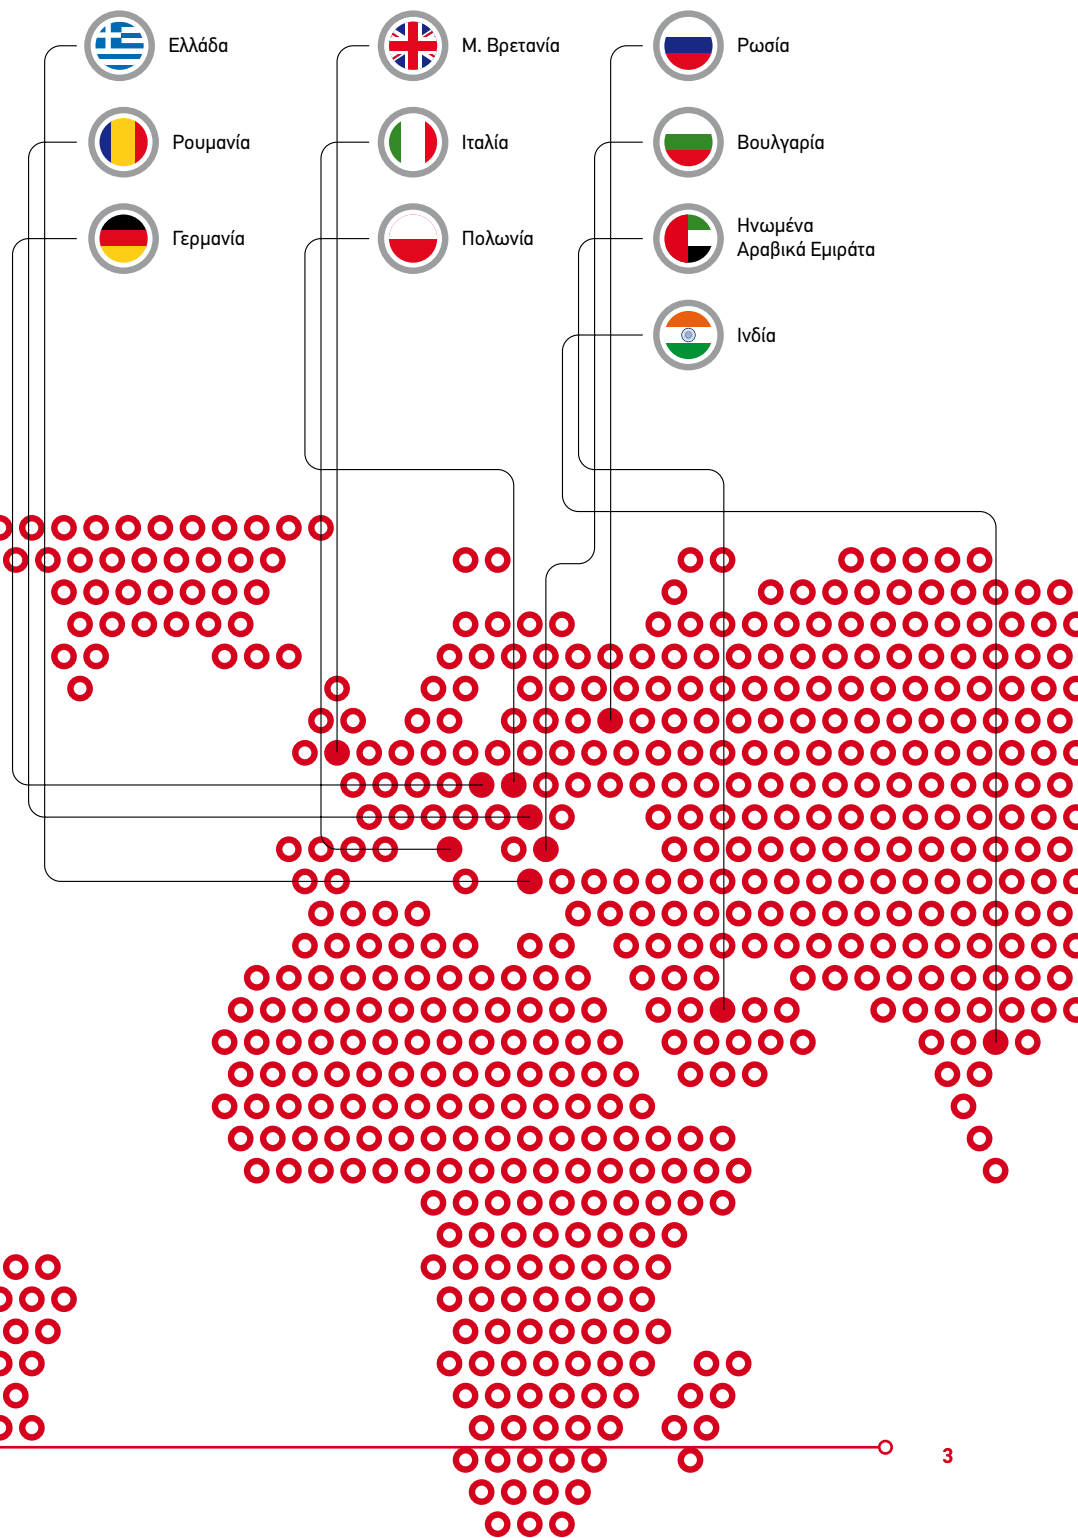 Ελλάδα
Ρουμανία
Γερμανία
Μ. Βρετανία
Ιταλία
Πολωνία
Ρωσία
Βουλγαρία
Ηνωμένα
Αραβικά Εμιράτα
Ινδία
3